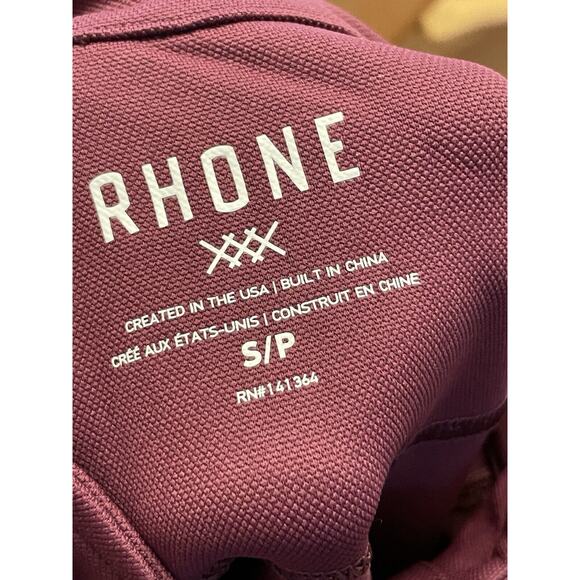 RHONE
CREATED IN THE USA | BUILT IN CHINA
CRÉÉ AUX ÉTATS-UNIS | CONSTRUIT EN CHINE
S/P
RN#141364